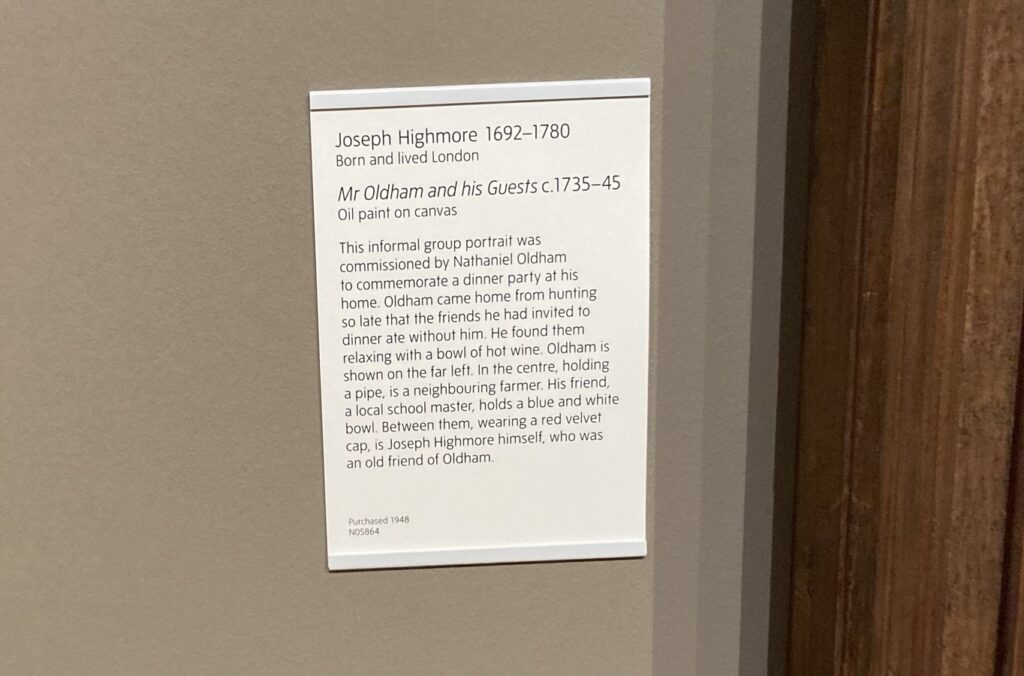 Joseph Highmore 1692–1780
Born and lived London
Mr Oldham and his Guests c.1735–45
Oil paint on canvas
This informal group portrait was
commissioned by Nathaniel Oldham
to commemorate a dinner party at his
home. Oldham came home from hunting
so late that the friends he had invited to
dinner ate without him. He found them
relaxing with a bowl of hot wine. Oldham is
shown on the far left. In the centre, holding
a pipe, is a neighbouring farmer. His friend,
a local school master, holds a blue and white
bowl. Between them, wearing a red velvet
cap, is Joseph Highmore himself, who was
an old friend of Oldham.
Purchased 1948
N05864